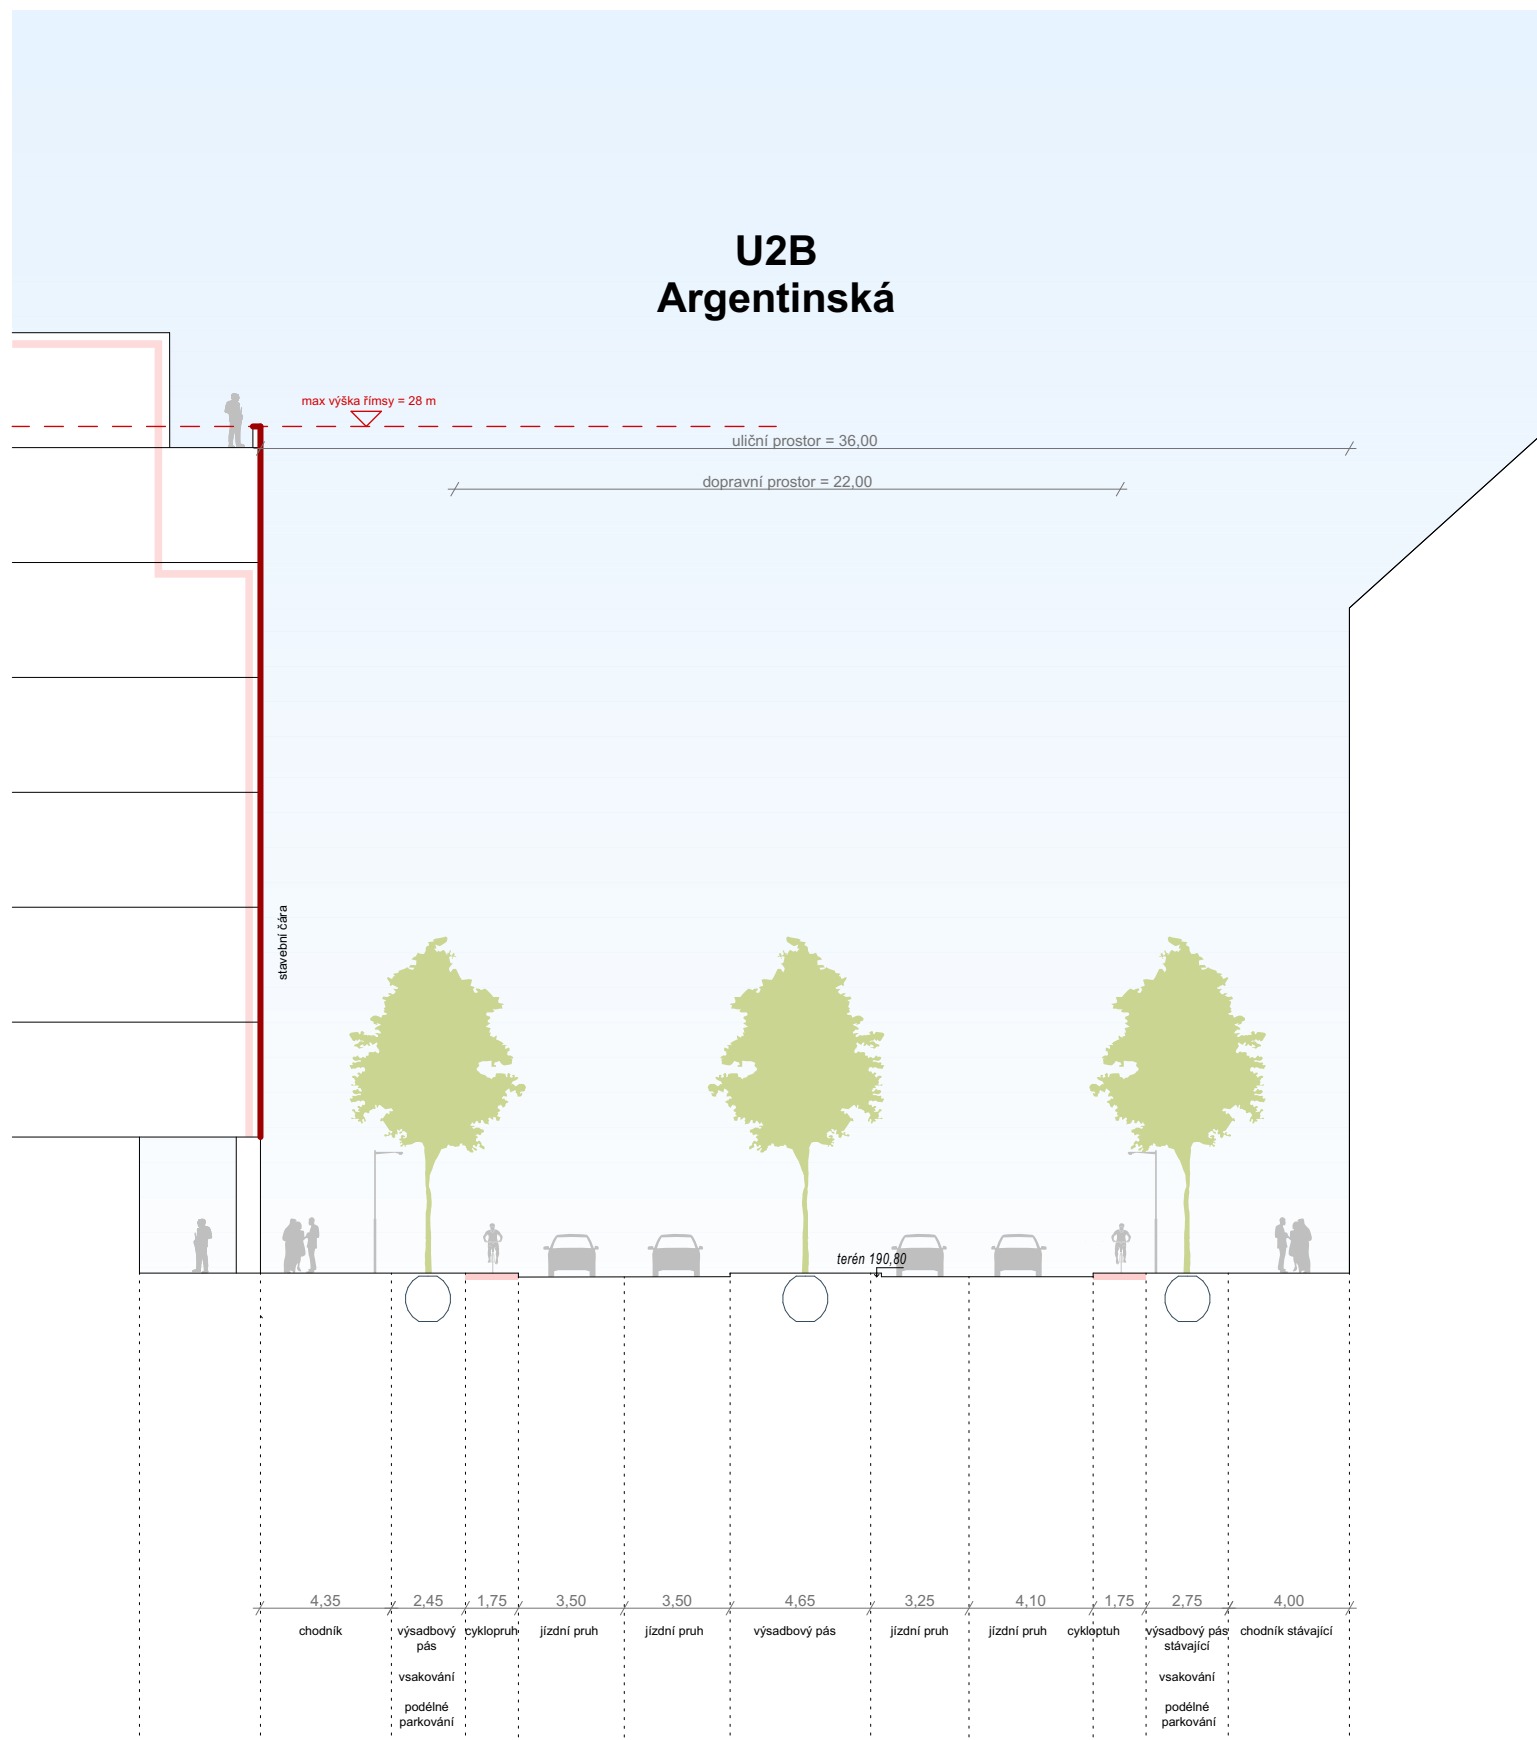 U2B
Argentinská
max výška římsy = 28 m
uliční prostor = 36,00
dopravní prostor = 22,00
stavební čára
terén 190,80
4,35
2,45
1,75
3,50
3,50
4,65
3,25
4,10
1,75
2,75
4,00
chodník
výsadbový
pás
vsakování
podélné
parkování
cyklopruh
jízdní pruh
jízdní pruh
výsadbový pás
jízdní pruh
jízdní pruh
cykloptuh
výsadbový pás
stávající
vsakování
podélné
parkování
chodník stávající